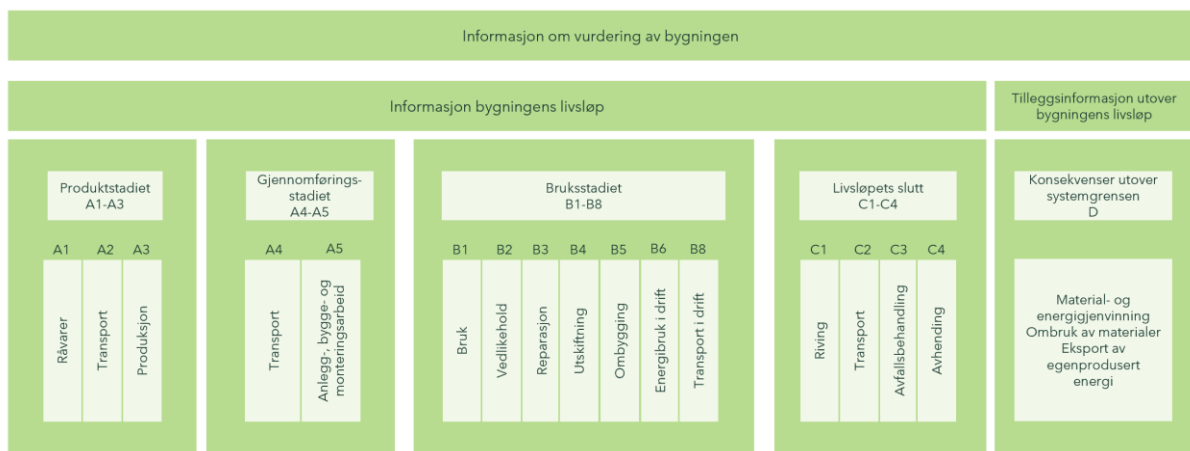 Informasjon om vurdering av bygningen
Informasjon bygningens livsløp
Tilleggsinformasjon utover
bygningens livsløp
Produktstadiet
A1-A3
Gjennomførings-
stadiet
A4-A5
Bruksstadiet
B1-B8
Livsløpets slutt
C1-C4
Konsekvenser utover
systemgrensen
D
A1
A2
A3
A4
A5
B1
B2
B3
B4
B5
B6
B8
C1
C2
C3
C4
Råvarer
Transport
Produksjon
Transport
Anlegg-, bygge- og
monteringsarbeid
Bruk
Vedlikehold
Reparasjon
Utskiftning
Ombygging
Energibruk i drift
Transport i drift
Riving
Transport
Avfallsbehandling
Avhending
Material- og
energigjenvinning
Ombruk av materialer
Eksport av
egenprodusert
energi